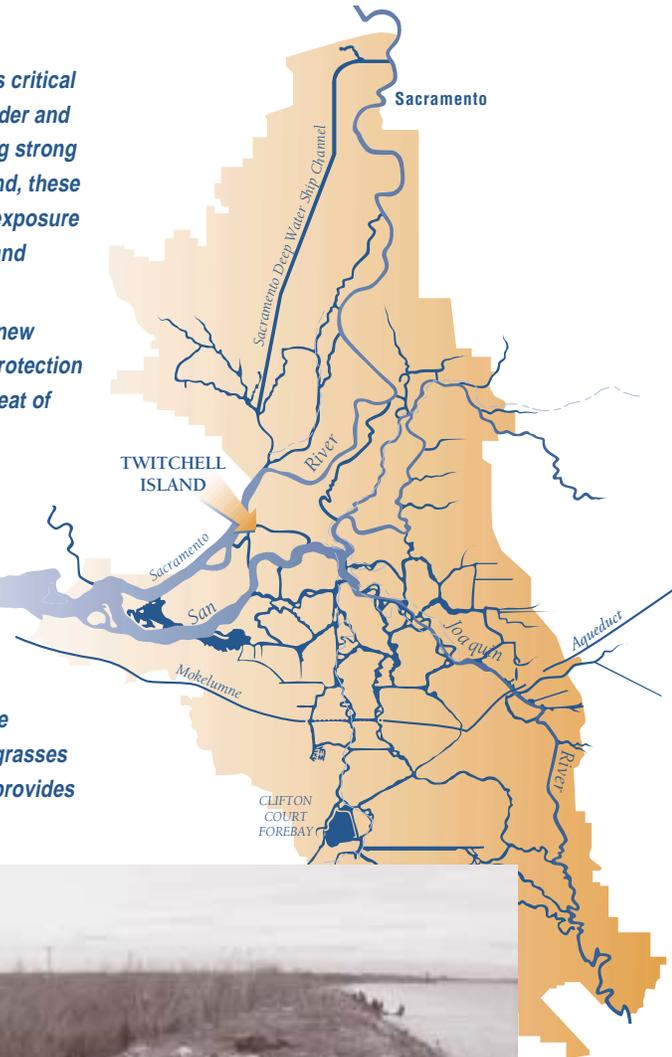 s critical
der and
g strong
nd, these
exposure
and
new
rotection
eat of
e
grasses
provides
Sacramento
Sacramento Deep Water Ship Channel
River
TWITCHELL
ISLAND
Sacramento
San
Joaquin
Aqueduct
Mokelumne
River
CLIFTON
COURT
FOREBAY